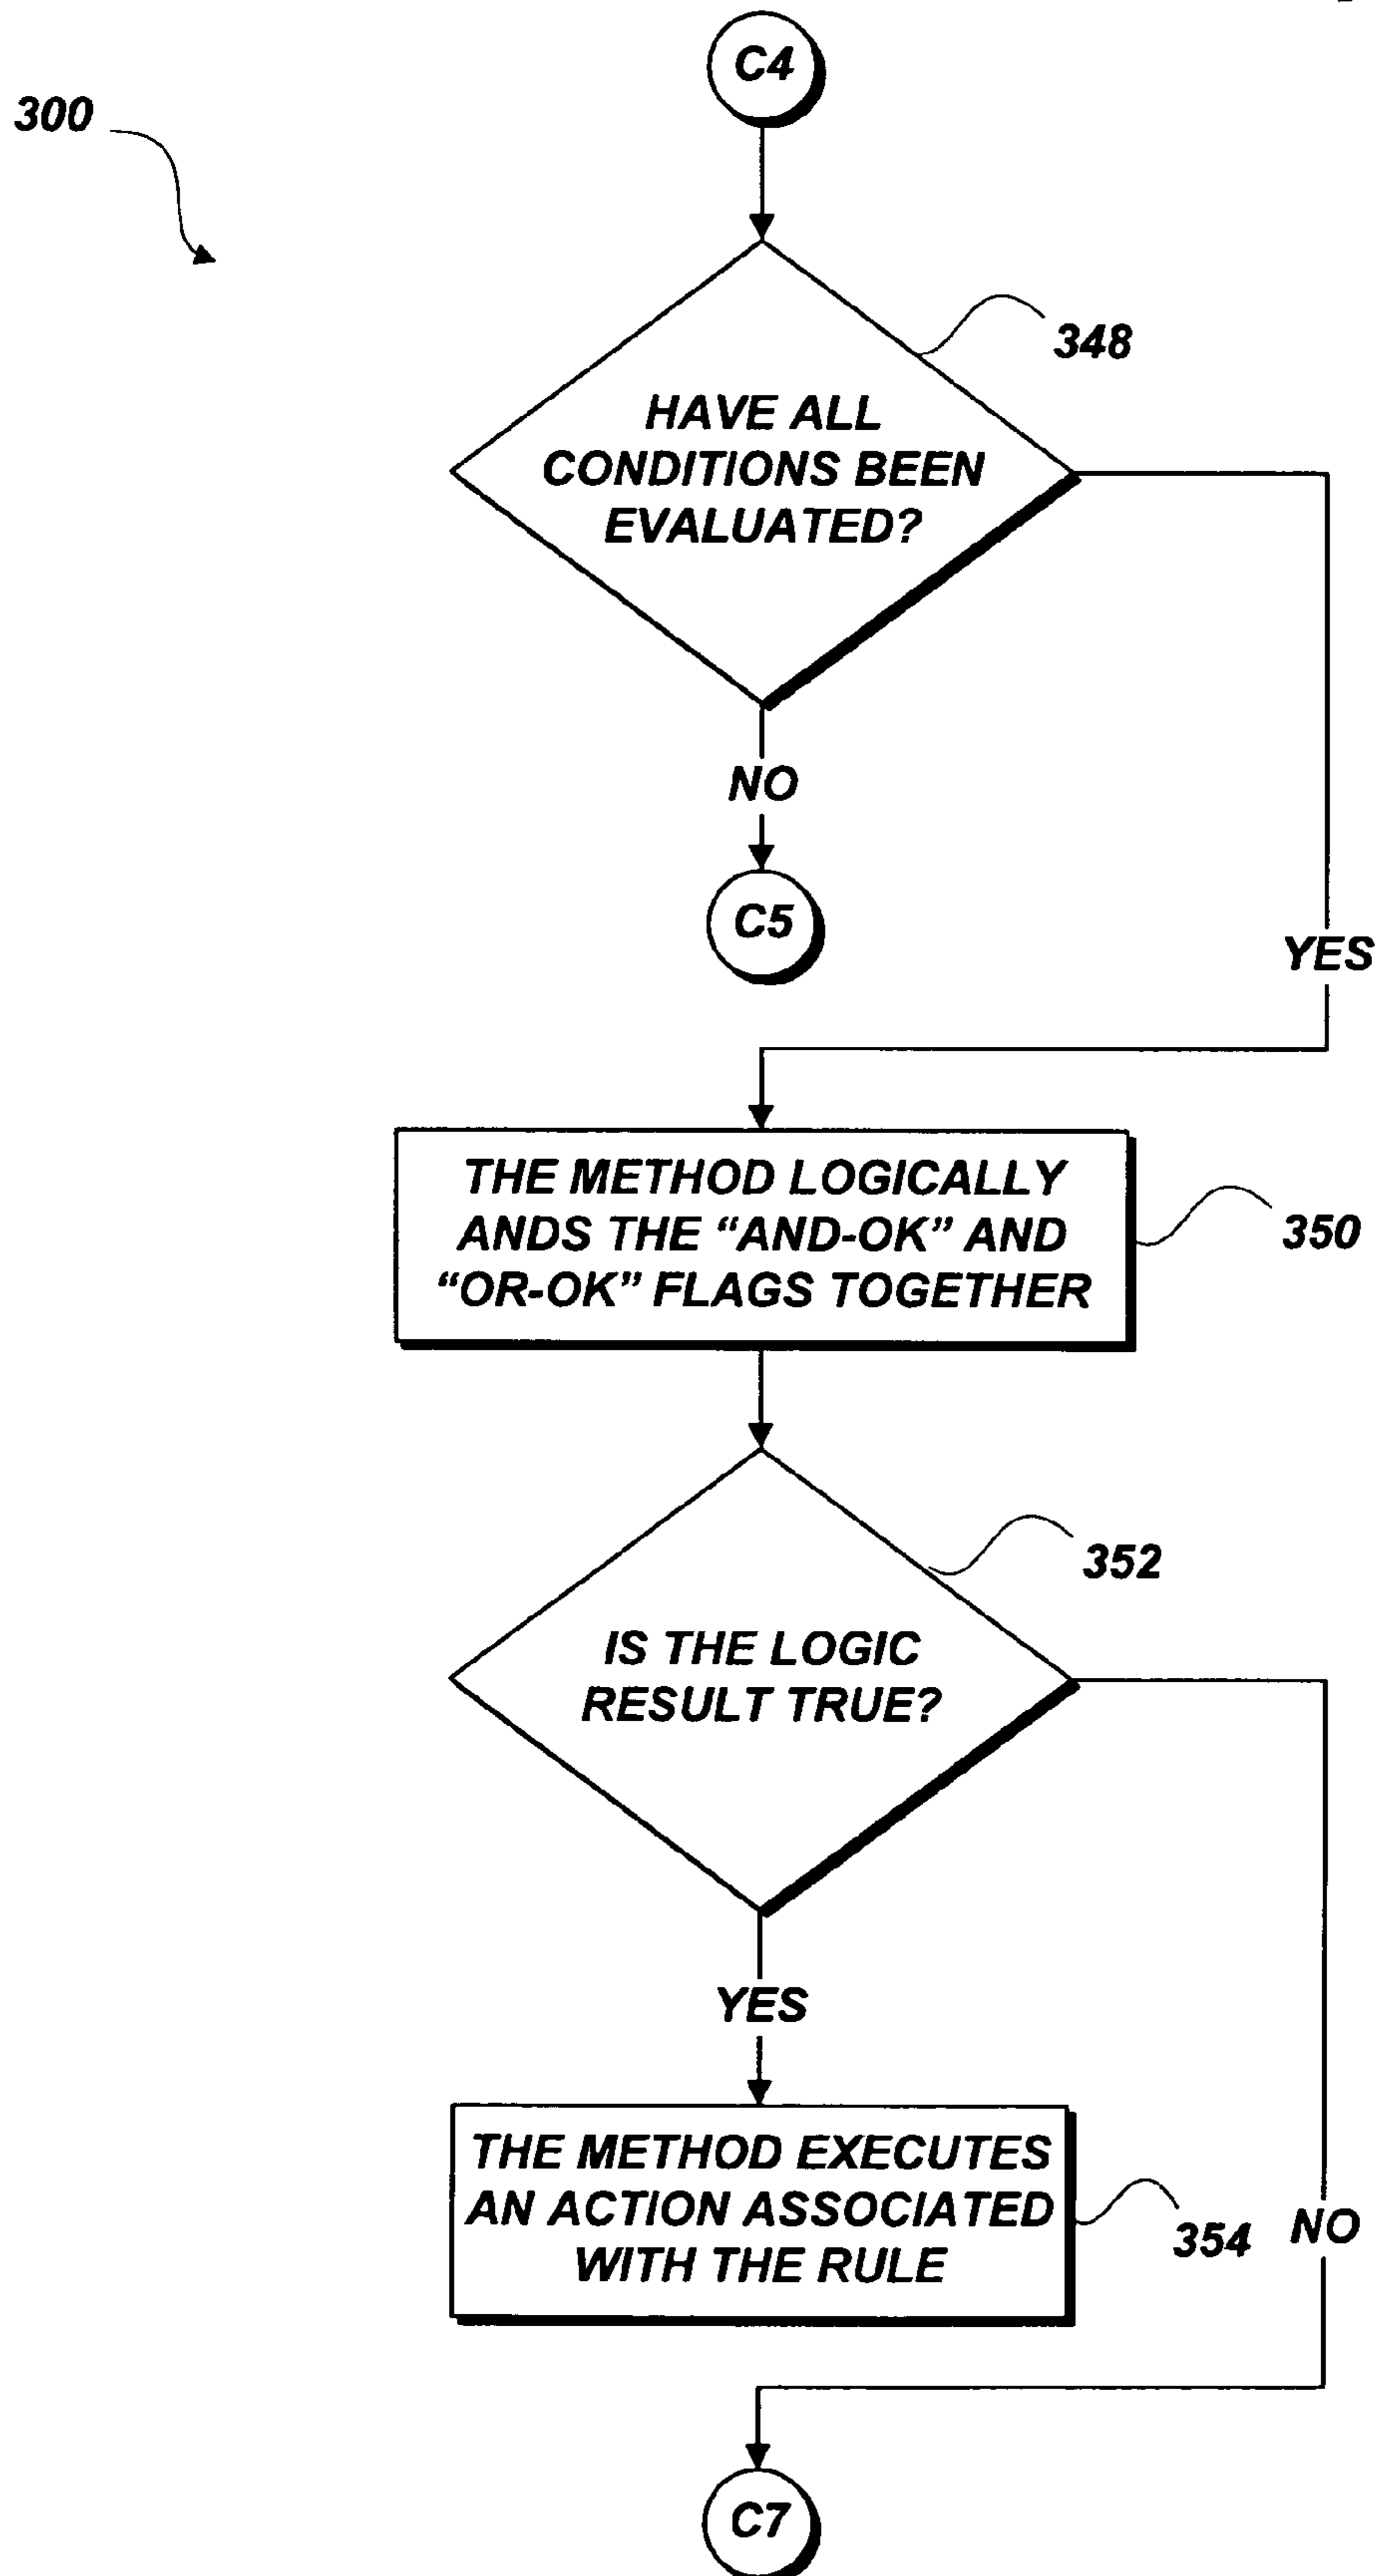 C4
300
348
HAVE ALL
CONDITIONS BEEN
EVALUATED?
NO
C5
YES
THE METHOD LOGICALLY
ANDS THE “AND-OK” AND
“OR-OK” FLAGS TOGETHER
350
352
IS THE LOGIC
RESULT TRUE?
YES
THE METHOD EXECUTES
AN ACTION ASSOCIATED
WITH THE RULE
354
NO
C7